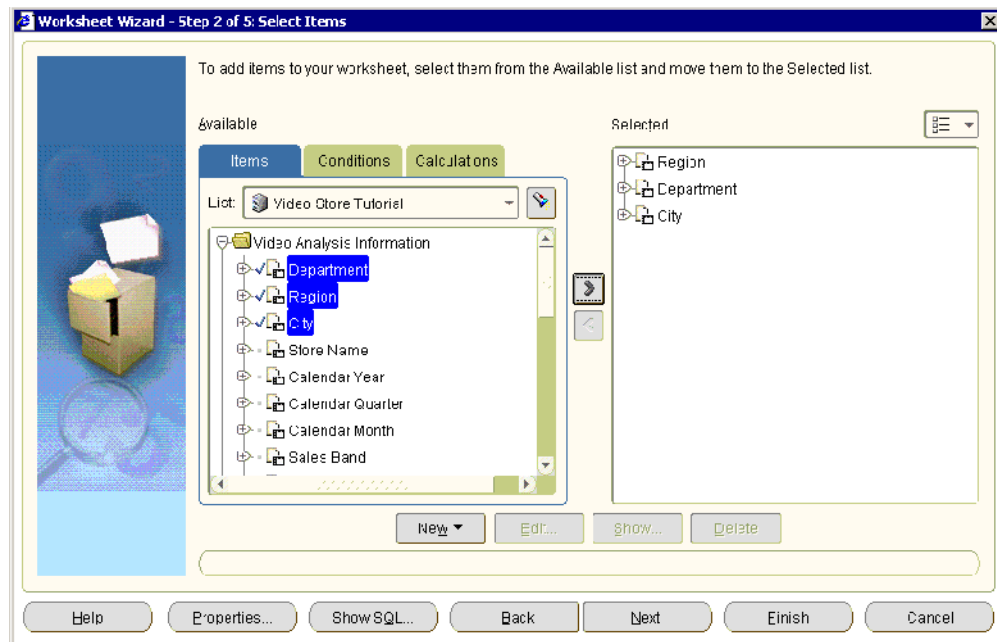 Worksheet Wizard - Step 2 of 5: Select Items
To add items to your worksheet, select them from the Available list and move them to the Selected list.
Available
Selected
Items Conditions Calculations
List: Video Store Tutorial
Video Analysis Information
Department
Region
City
Store Name
Calendar Year
Calendar Quarter
Calendar Month
Sales Band
Region
Department
City
New Edit... Show... Delete
Help Properties... Show SQL... Back Next Finish Cancel